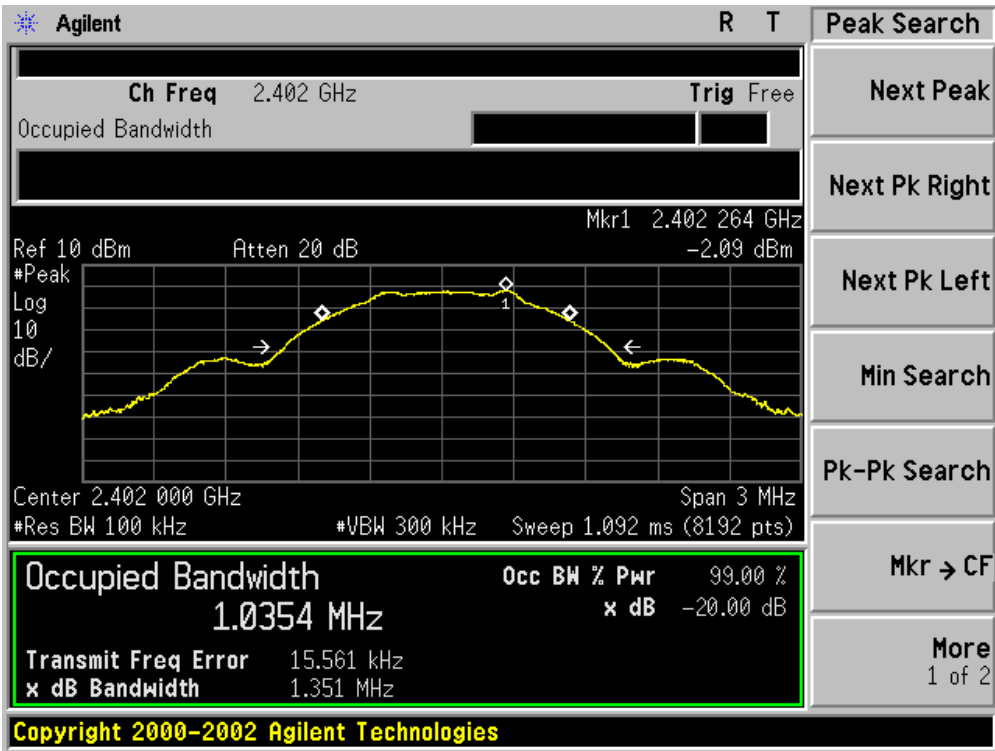 Agilent R T Peak Search
Ch Freq 2.402 GHz Trig Free
Occupied Bandwidth
Next Peak
Next Pk Right
Mkr1 2.402 264 GHz
Ref 10 dBm Atten 20 dB -2.09 dBm
#Peak
Log
10
dB/
1
Next Pk Left
Min Search
Pk-Pk Search
Center 2.402 000 GHz Span 3 MHz
#Res BW 100 kHz #VBW 300 kHz Sweep 1.092 ms (8192 pts)
Mkr → CF
Occupied Bandwidth Occ BW % Pwr 99.00 %
1.0354 MHz x dB -20.00 dB
Transmit Freq Error 15.561 kHz
x dB Bandwidth 1.351 MHz
More
1 of 2
Copyright 2000-2002 Agilent Technologies